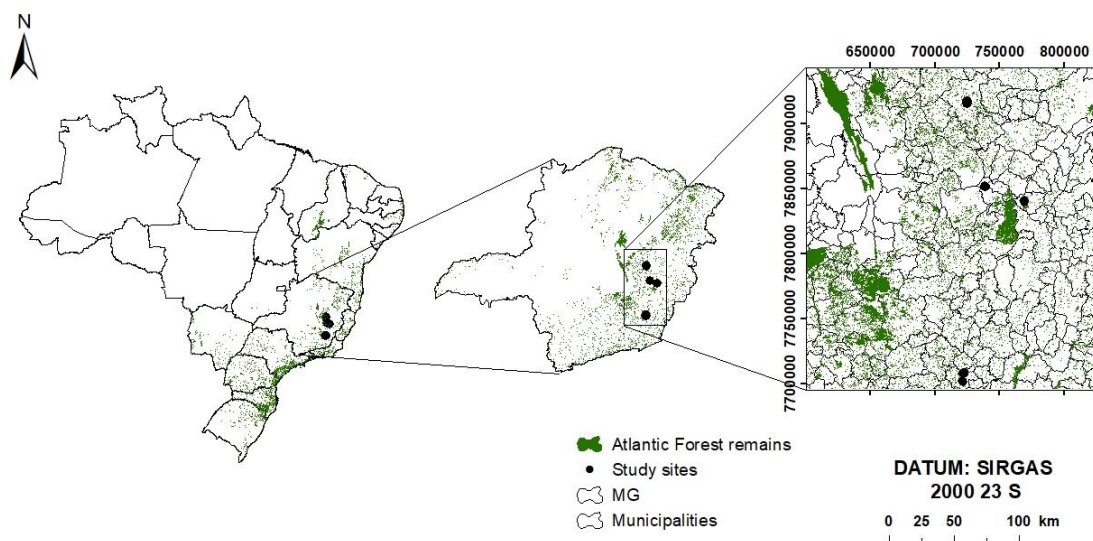 N
650000 700000 750000 800000
7900000
7850000
7800000
7750000
7700000
Atlantic Forest remains
Study sites
MG
Municipalities
DATUM: SIRGAS
2000 23 S
0 25 50 100 km